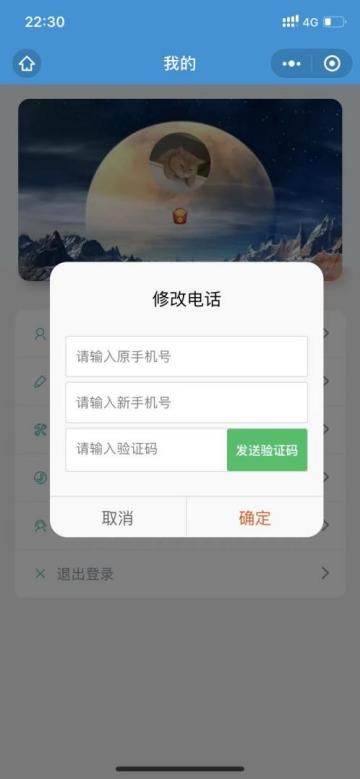 22:30
4G
我的
修改电话
请输入原手机号
请输入新手机号
请输入验证码
发送验证码
取消
确定
退出登录